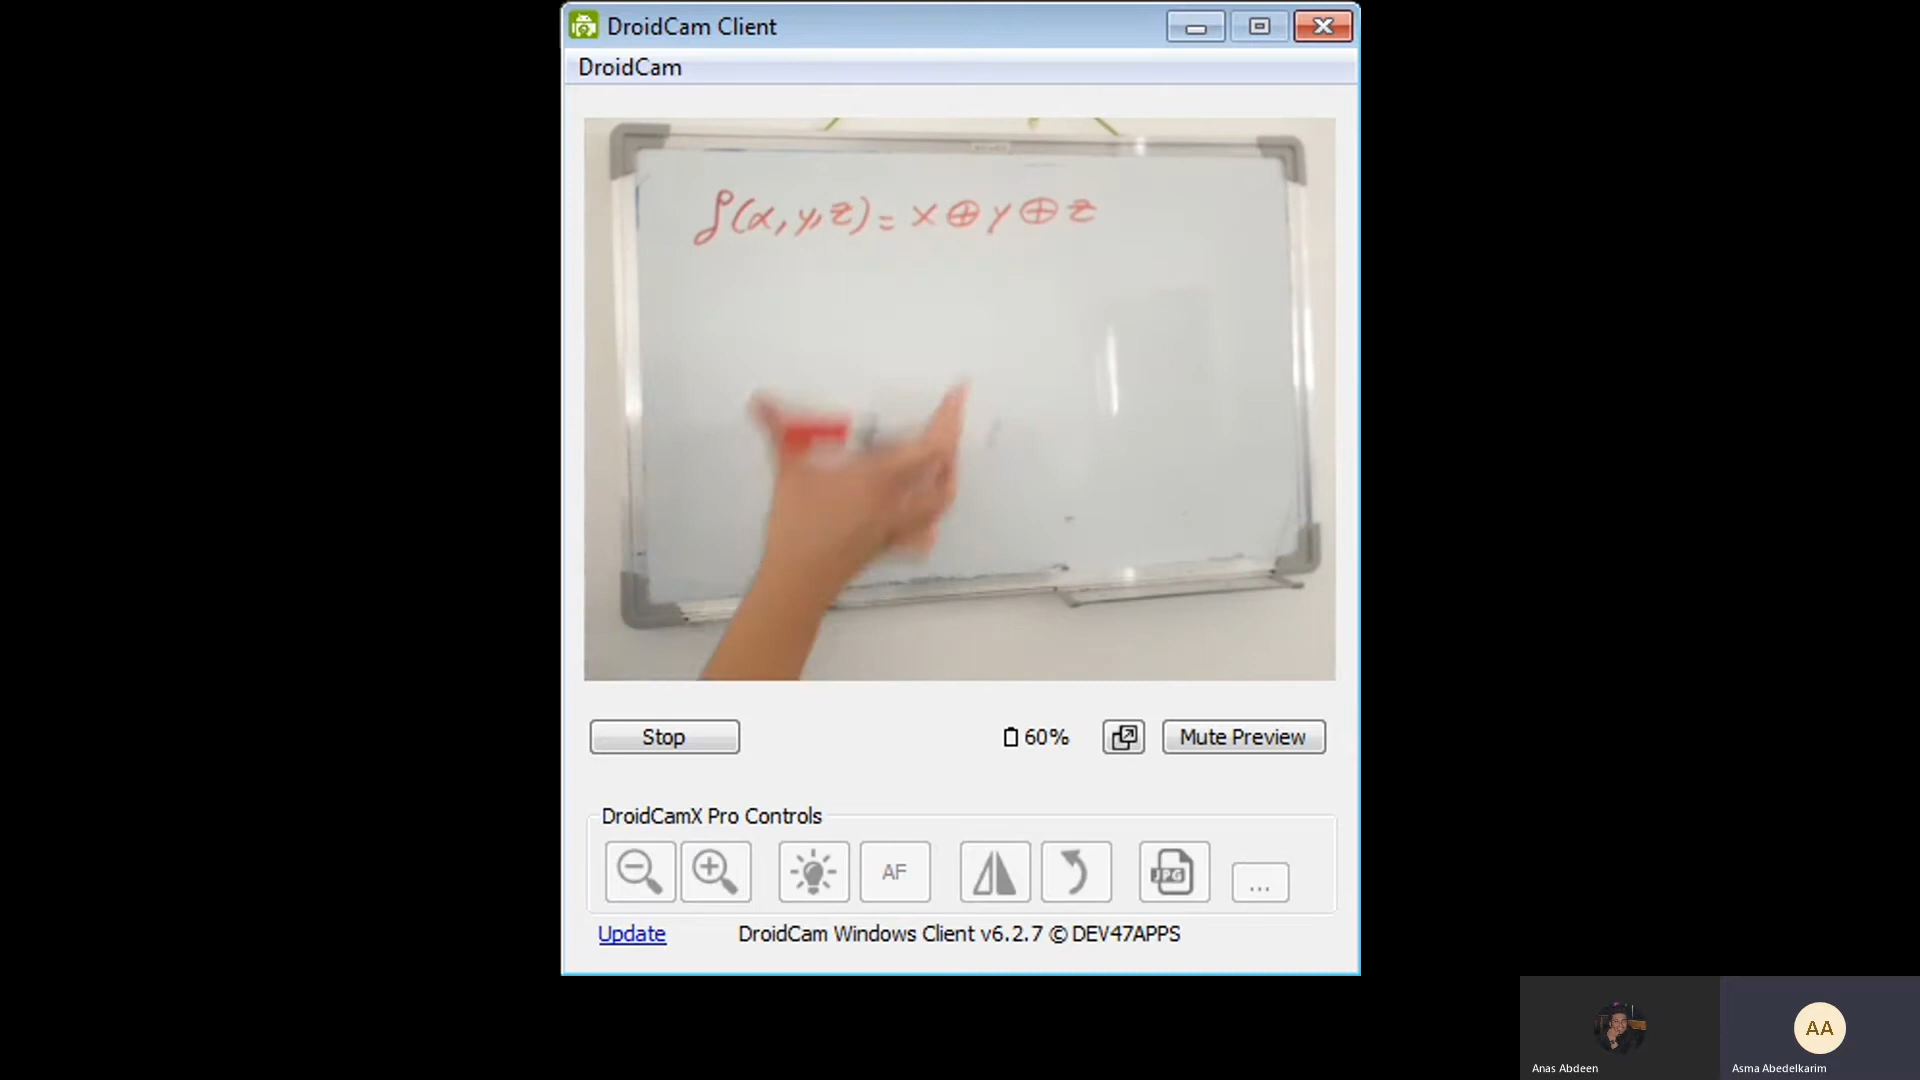 DroidCam Client
DroidCam
f(x, y, z) = x ⊕ y ⊕ z
Stop
60%
Mute Preview
DroidCamX Pro Controls
AF
JPG
...
Update
DroidCam Windows Client v6.2.7 © DEV47APPS
AA
Anas Abdeen
Asma Abedelkarim